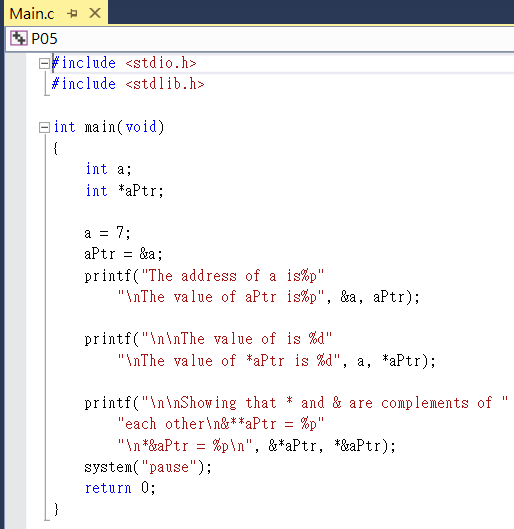 Main.c
P05
#include <stdio.h>
#include <stdlib.h>
int main(void)
{
int a;
int *aPtr;
a = 7;
aPtr = &a;
printf("The address of a is%p"
"\nThe value of aPtr is%p", &a, aPtr);
printf("\n\nThe value of is %d"
"\nThe value of *aPtr is %d", a, *aPtr);
printf("\n\nShowing that * and & are complements of "
"each other\n&**aPtr = %p"
"\n*&aPtr = %p\n", &*aPtr, *&aPtr);
system("pause");
return 0;
}